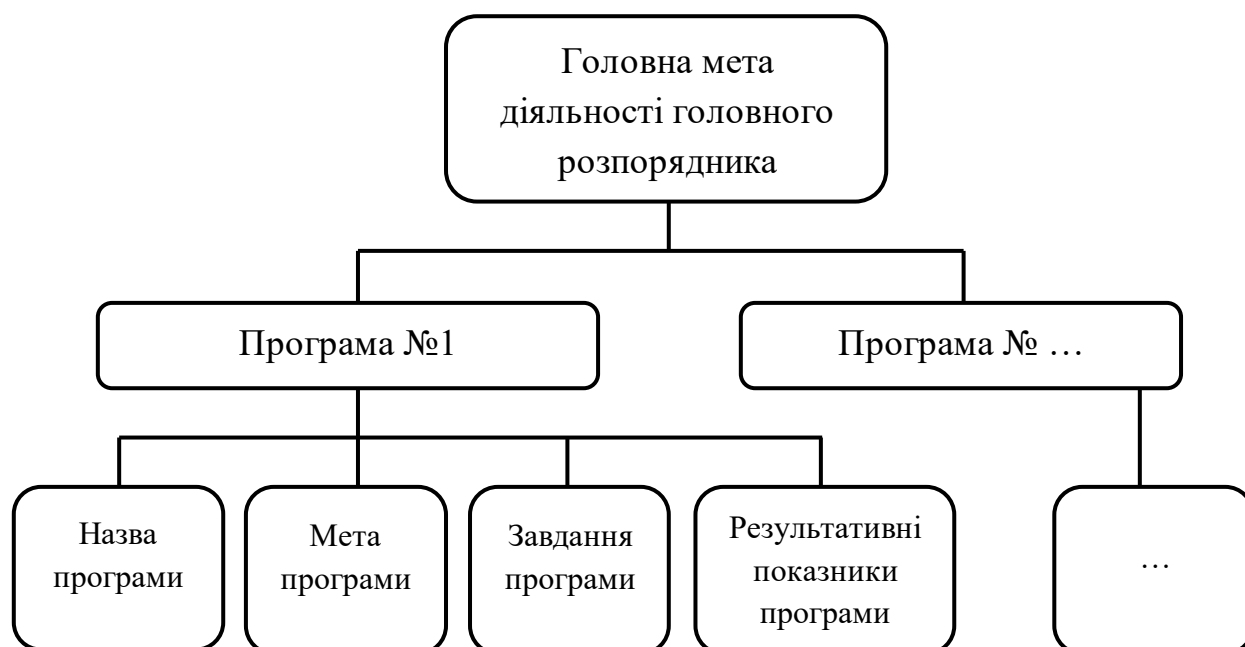 Головна мета
діяльності головного
розпорядника
Програма №1
Програма № …
Назва
програми
Мета
програми
Завдання
програми
Результативні
показники
програми
…